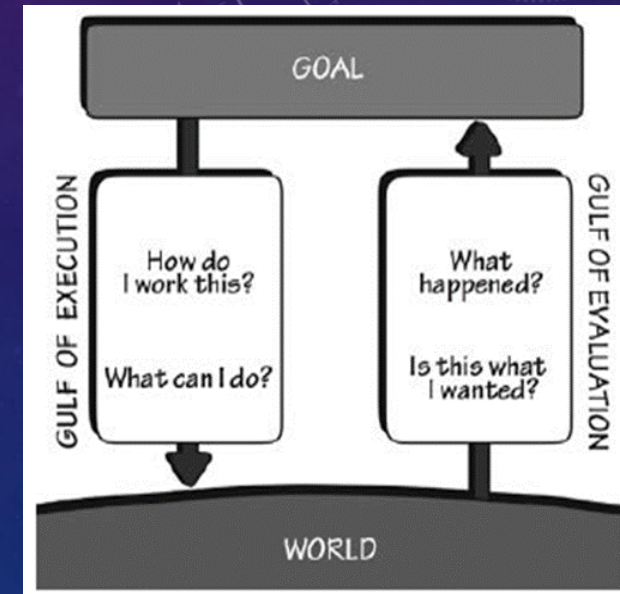 GOAL
GULF OF EXECUTION
How do
I work this?
What can I do?
What
happened?
Is this what
I wanted?
GULF OF EVALUATION
WORLD